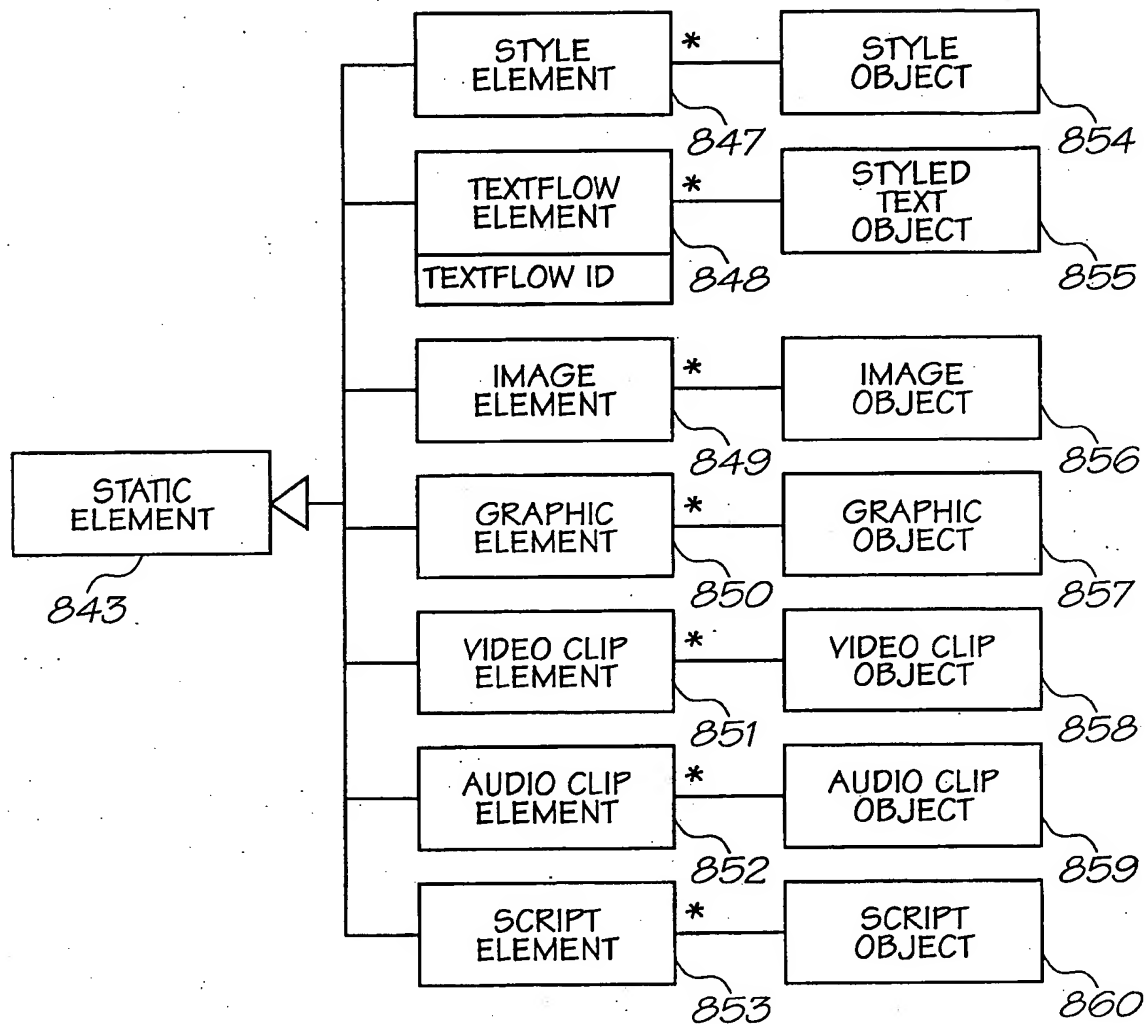 STYLE
ELEMENT
*
847
STYLE
OBJECT
854
TEXTFLOW
ELEMENT
TEXTFLOW ID
*
848
STYLED
TEXT
OBJECT
855
IMAGE
ELEMENT
*
849
IMAGE
OBJECT
856
STATIC
ELEMENT
843
GRAPHIC
ELEMENT
*
850
GRAPHIC
OBJECT
857
VIDEO CLIP
ELEMENT
*
851
VIDEO CLIP
OBJECT
858
AUDIO CLIP
ELEMENT
*
852
AUDIO CLIP
OBJECT
859
SCRIPT
ELEMENT
*
853
SCRIPT
OBJECT
860